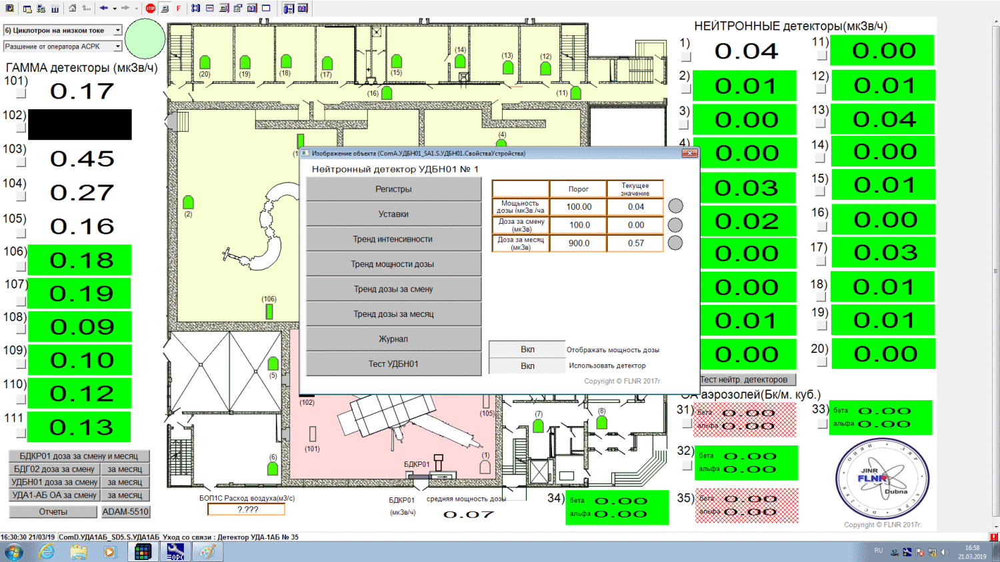 6) Циклотрон на низком токе
Разшение от оператора АСРК
ГАММА детекторы (мкЗв/ч)
101)
0.17
102)
103)
0.45
104)
0.27
105)
0.16
106)
0.18
107)
0.19
108)
0.09
109)
0.10
110)
0.12
111
0.13
БДКР01 доза за смену и месяц
БДГ02 доза за смену
за месяц
УДБН01 доза за смену
за месяц
УДА1-АБ ОА за смену
за месяц
Отчеты
ADAM-5510
(20)
(19)
(18)
(17)
(15)
(14)
(13)
(12)
(16)
(11)
(4)
(2)
(106)
(5)
(6)
(102)
(101)
(105)
(1)
(7)
(8)
БДКР01
БОП1С Расход воздуха(м3/с)
?.???
БДКР01
(мкЗв/ч)
средняя мощность дозы
0.07
Изображение объекта (ComA.УДБН01_SA1.S.УДБН01.СвойстваУстройства)
Нейтронный детектор УДБН01 № 1
Регистры
Уставки
Тренд интенсивности
Тренд мощности дозы
Тренд дозы за смену
Тренд дозы за месяц
Журнал
Тест УДБН01
Порог
Текущее
значение
Мощьность
дозы (мкЗв./ча
100.00
0.04
Доза за смену
(мкЗв)
100.0
0.00
Доза за месяц
(мкЗв)
900.0
0.57
Вкл
Отображать мощность дозы
Вкл
Использовать детектор
Copyright © FLNR 2017г.
НЕЙТРОННЫЕ детекторы(мкЗв/ч)
1)
0.04
2)
0.01
3)
0.00
4)
0.00
0.03
0.02
0.00
0.00
0.01
0.00
11)
0.00
12)
0.01
13)
0.04
14)
0.00
15)
0.01
16)
0.00
17)
0.03
18)
0.01
19)
0.01
20)
0.00
Тест нейтр. детекторов
ОА аэрозолей(Бк/м. куб.)
31)
бета 0.00
альфа 0.00
32)
бета 0.00
альфа 0.00
33)
бета 0.00
альфа 0.00
34)
бета 0.00
альфа 0.00
35)
бета 0.00
альфа 0.00
JINR
FLNR
Dubna
Copyright © FLNR 2017г.
16:30:30 21/03/19 ComD.УДА1АБ_SD5.S.УДА1АБ Уход со связи : Детектор УДА-1АБ № 35
RU
16:58
21.03.2019